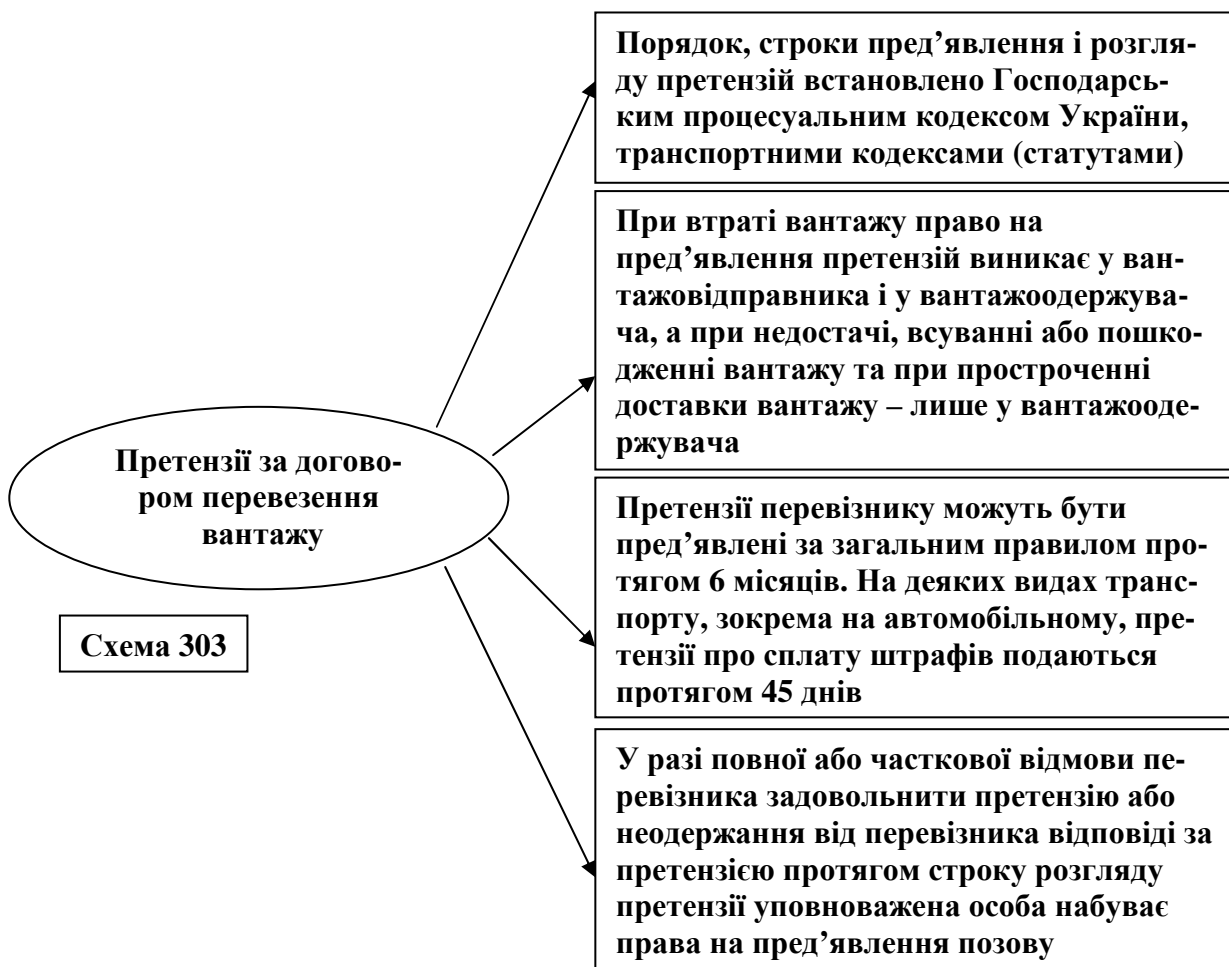 Порядок, строки пред’явлення і розгля-
ду претензій встановлено Господарсь-
ким процесуальним кодексом України,
транспортними кодексами (статутами)
При втраті вантажу право на
пред’явлення претензій виникає у ван-
тажовідправника і у вантажоодержува-
ча, а при недостачі, всуванні або пошко-
дженні вантажу та при простроченні
доставки вантажу – лише у вантажооде-
ржувача
Претензії за догово-
ром перевезення
вантажу
Претензії перевізнику можуть бути
пред’явлені за загальним правилом про-
тягом 6 місяців. На деяких видах транс-
порту, зокрема на автомобільному, пре-
тензії про сплату штрафів подаються
протягом 45 днів
Схема 303
У разі повної або часткової відмови пе-
ревізника задовольнити претензію або
неодержання від перевізника відповіді за
претензією протягом строку розгляду
претензії уповноважена особа набуває
права на пред’явлення позову